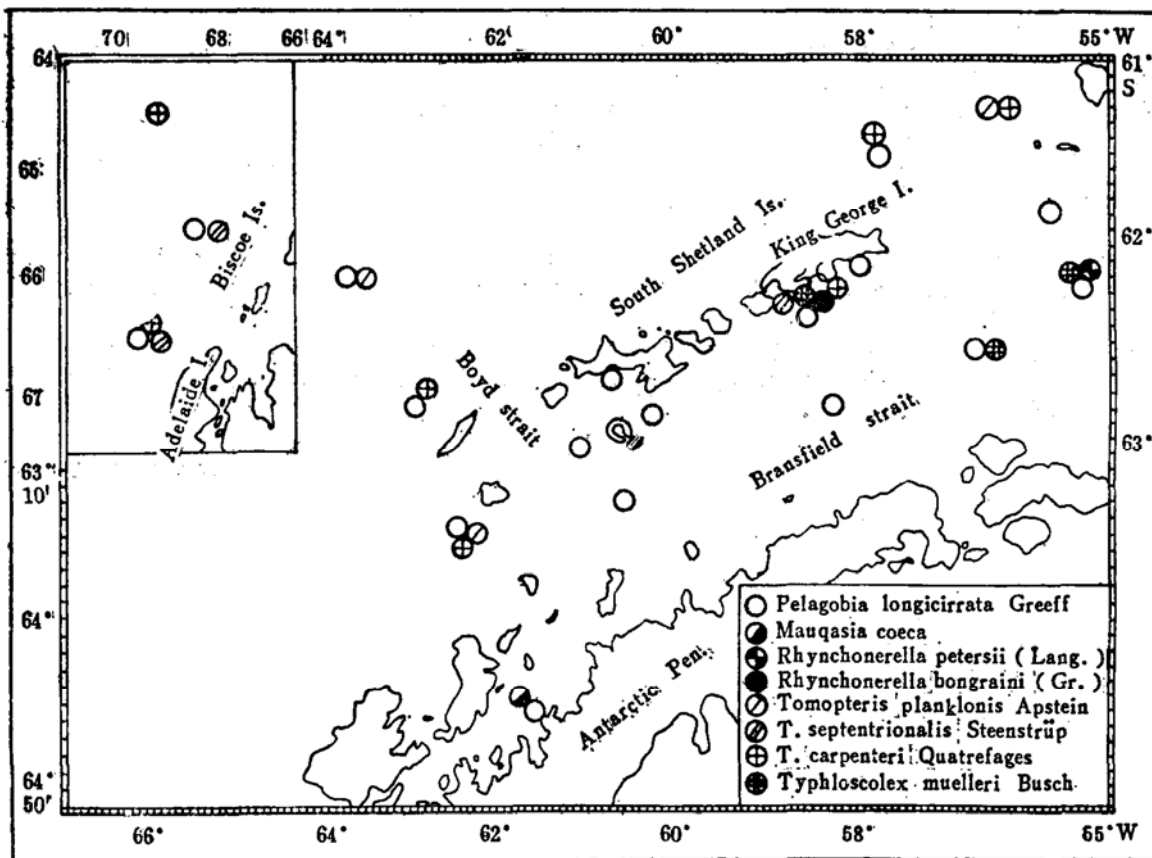 70 68 66 64 62 60 58 55°W
64
61°
S
65
62°
66
67
63°
63
10'
64°
64
50'
66° 64° 62° 60° 58° 55°W
Biscoe Is.
Adelaide I.
South Shetland Is.
King George I.
Boyd strait
Bransfield strait.
Antarctic Pen.
Pelagobia longicirrata Greeff
Mauqasia coeca
Rhynchonerella petersii (Lang.)
Rhynchonerella bongraini (Gr.)
Tomopteris planklonis Apstein
T. septentrionalis Steenstrüp
T. carpenteri Quatrefages
Typhloscolex muelleri Busch.